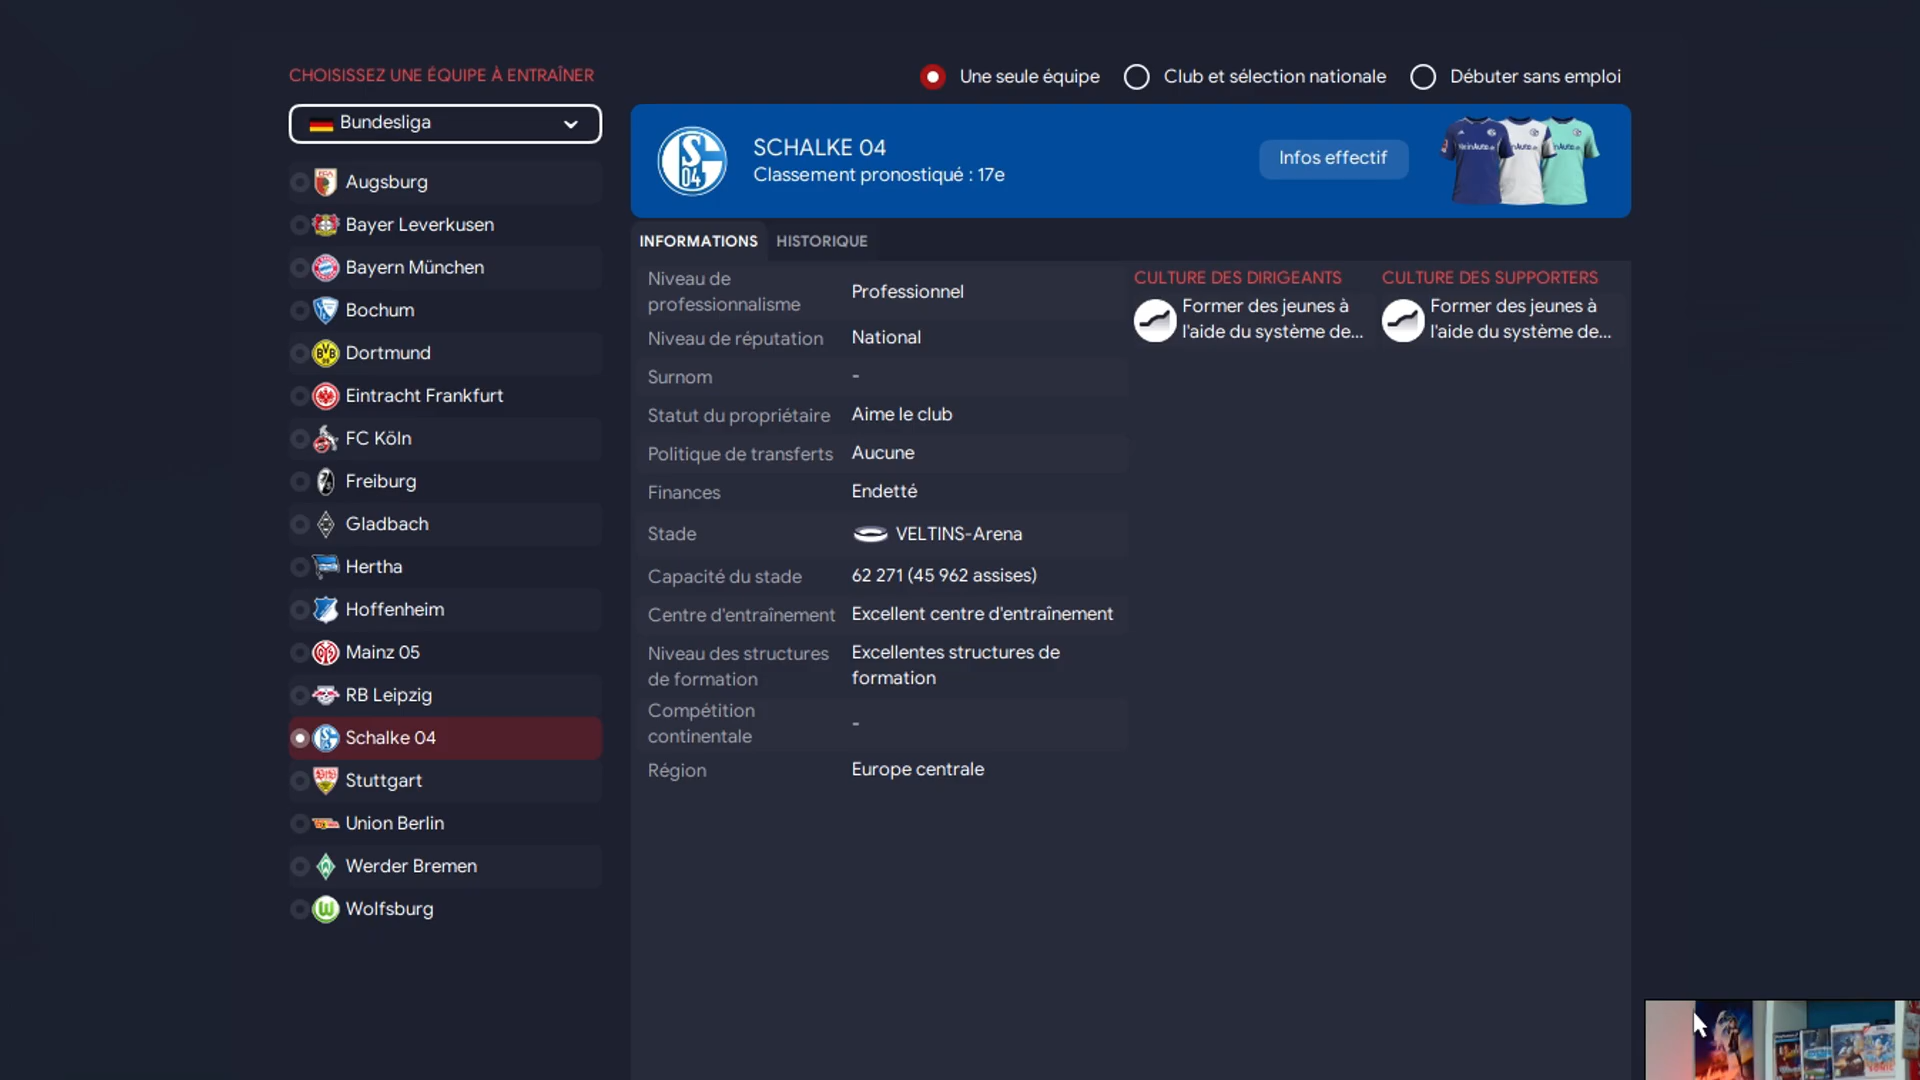 CHOISISSEZ UNE ÉQUIPE À ENTRAÎNER
Une seule équipe
Club et sélection nationale
Débuter sans emploi
Bundesliga
Augsburg
Bayer Leverkusen
Bayern München
Bochum
Dortmund
Eintracht Frankfurt
FC Köln
Freiburg
Gladbach
Hertha
Hoffenheim
Mainz 05
RB Leipzig
Schalke 04
Stuttgart
Union Berlin
Werder Bremen
Wolfsburg
SCHALKE 04
Classement pronostiqué : 17e
Infos effectif
INFORMATIONS
HISTORIQUE
Niveau de
professionnalisme
Professionnel
Niveau de réputation
National
Surnom
-
Statut du propriétaire
Aime le club
Politique de transferts
Aucune
Finances
Endetté
Stade
VELTINS-Arena
Capacité du stade
62 271 (45 962 assises)
Centre d'entraînement
Excellent centre d'entraînement
Niveau des structures
de formation
Excellentes structures de
formation
Compétition
continentale
-
Région
Europe centrale
CULTURE DES DIRIGEANTS
Former des jeunes à
l'aide du système de...
CULTURE DES SUPPORTERS
Former des jeunes à
l'aide du système de...